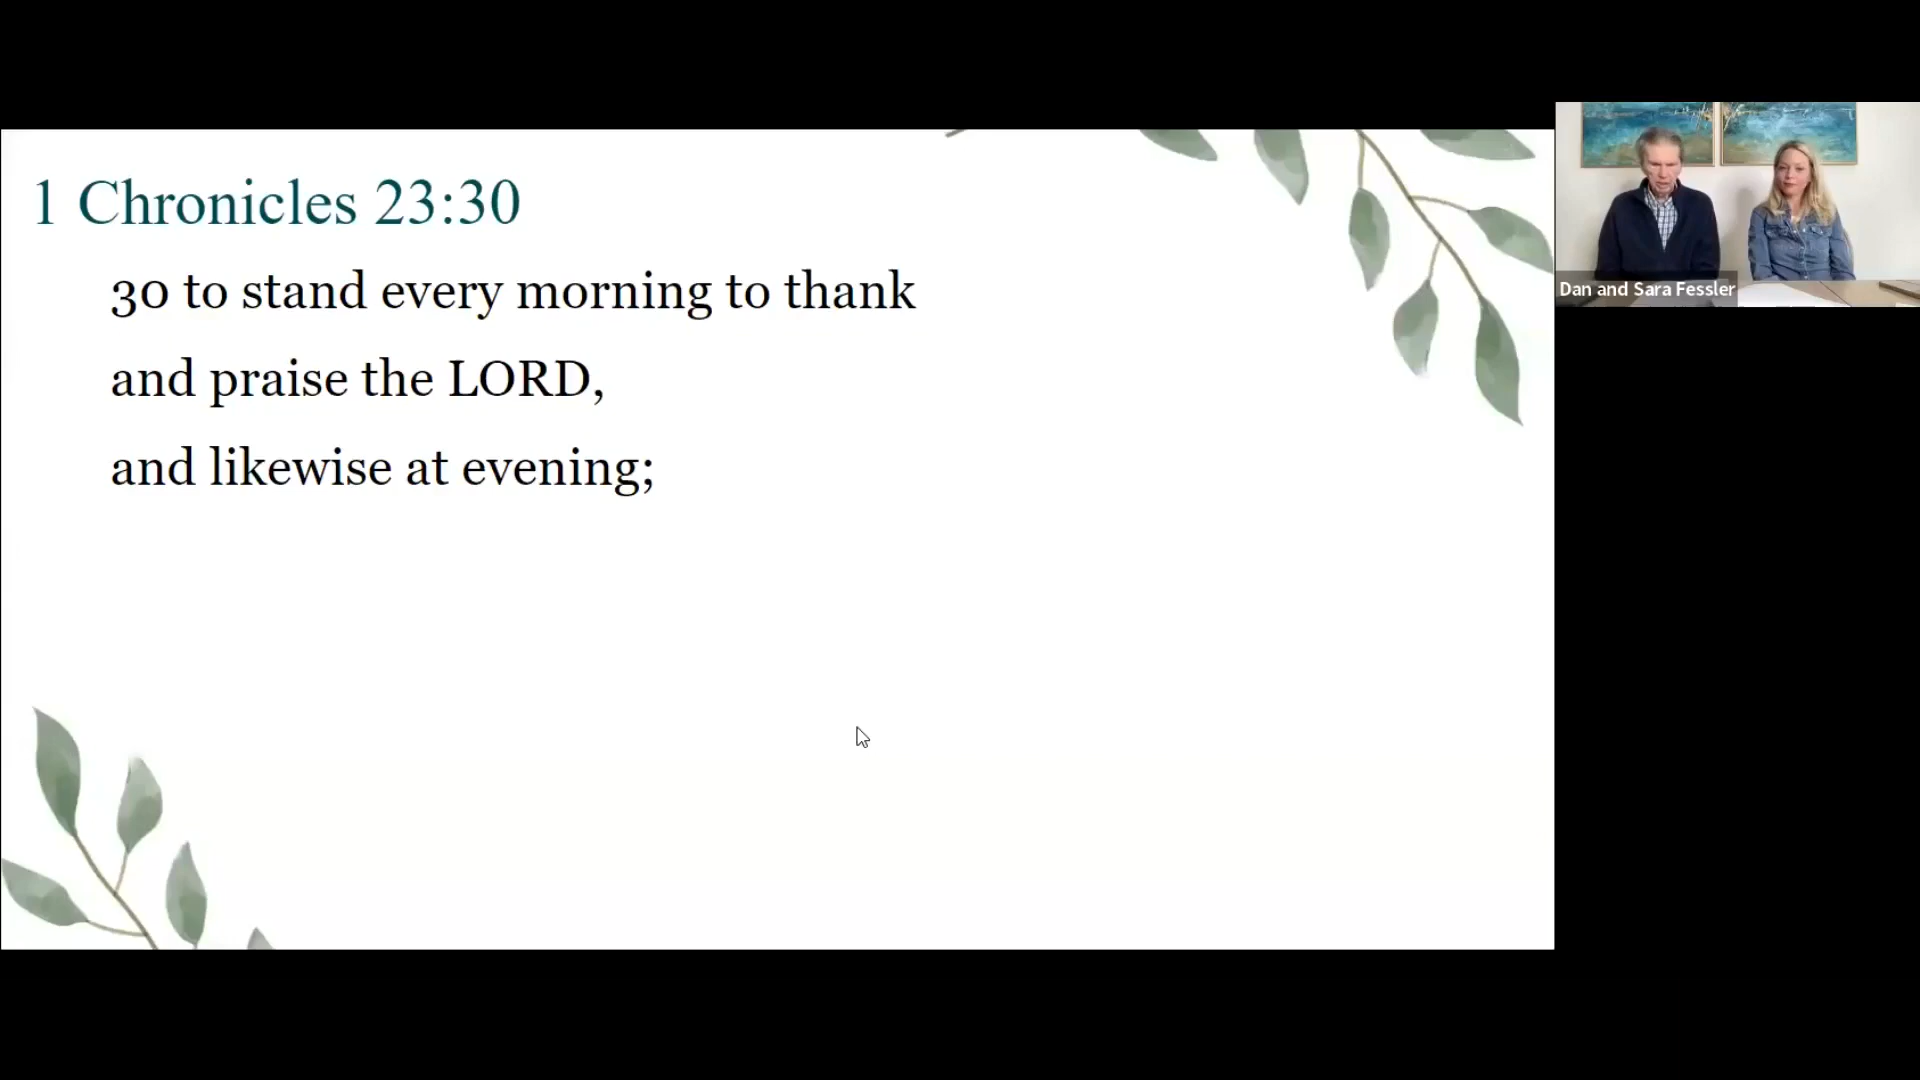 1 Chronicles 23:30
30 to stand every morning to thank
and praise the LORD,
and likewise at evening;
Dan and Sara Fessler